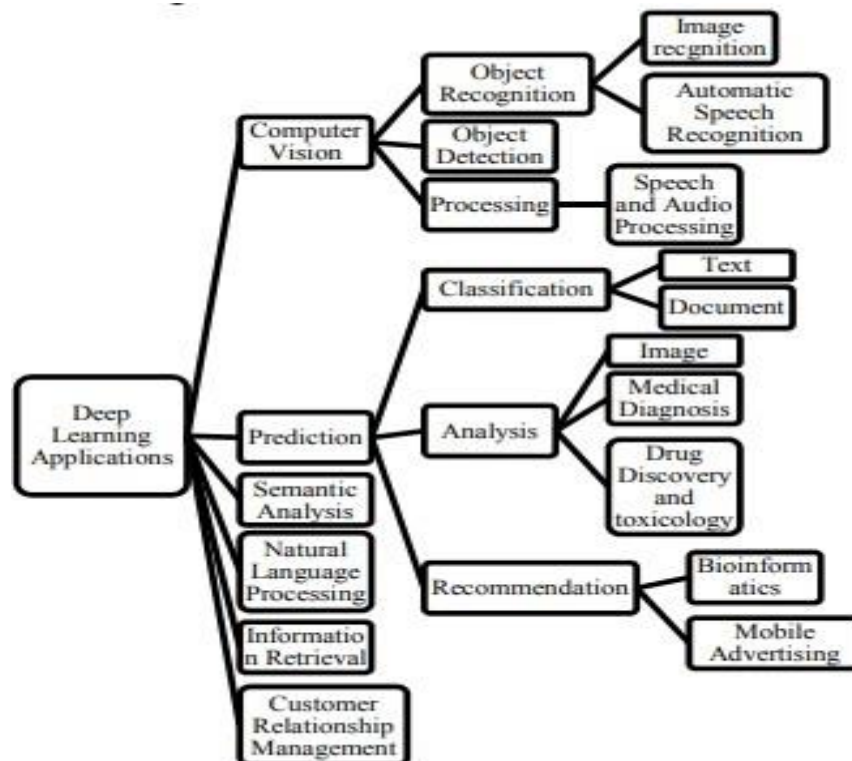 Image
recgnition
Object
Recognition
Automatic
Speech
Recognition
Computer
Vision
Object
Detection
Processing
Speech
and Audio
Processing
Classification
Text
Document
Image
Deep
Learning
Applications
Prediction
Analysis
Medical
Diagnosis
Drug
Discovery
and
toxicology
Semantic
Analysis
Natural
Language
Processing
Recommendation
Bioinform
atics
Informatio
n Retrieval
Mobile
Advertising
Customer
Relationship
Management